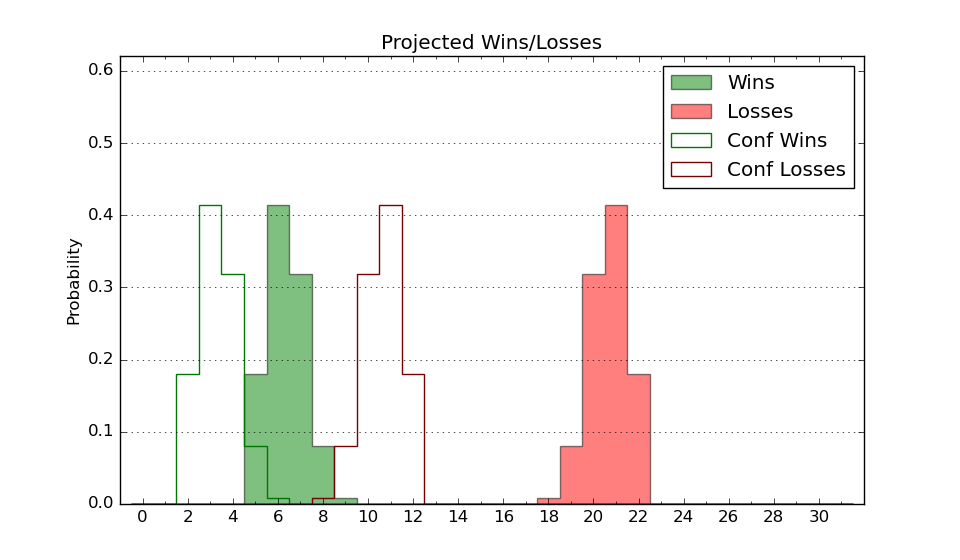 Projected Wins/Losses
Wins
Losses
Conf Wins
Conf Losses
Probability
0.6
0.5
0.4
0.3
0.2
0.1
0.0
0 2 4 6 8 10 12 14 16 18 20 22 24 26 28 30